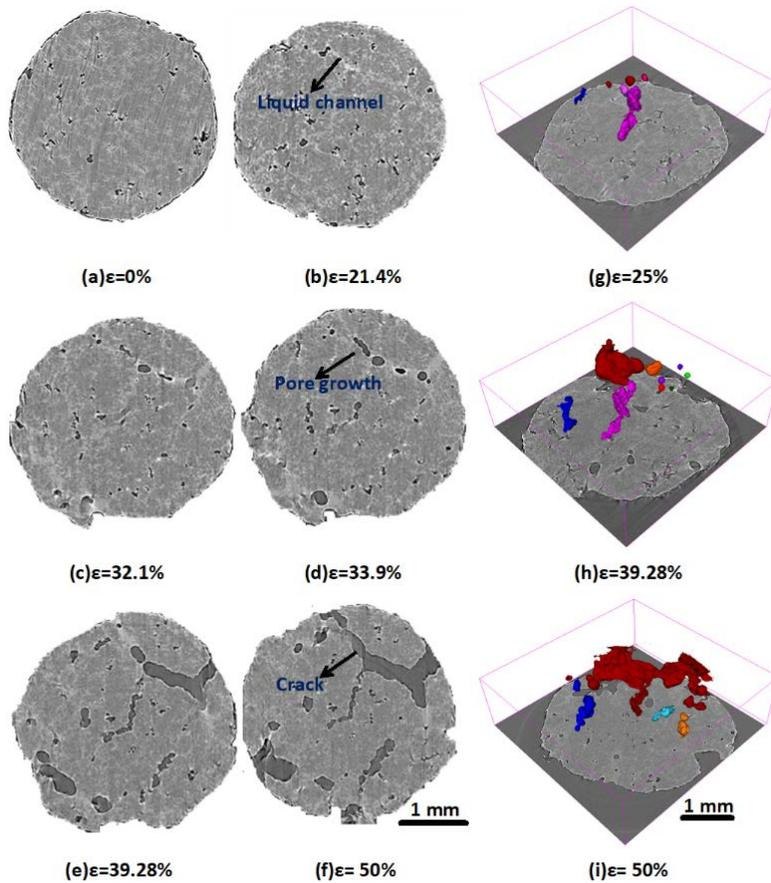 Liquid channel
(a)ε=0%
(b)ε=21.4%
(g)ε=25%
Pore growth
(c)ε=32.1%
(d)ε=33.9%
(h)ε=39.28%
Crack
1 mm
1 mm
(e)ε=39.28%
(f)ε= 50%
(i)ε= 50%